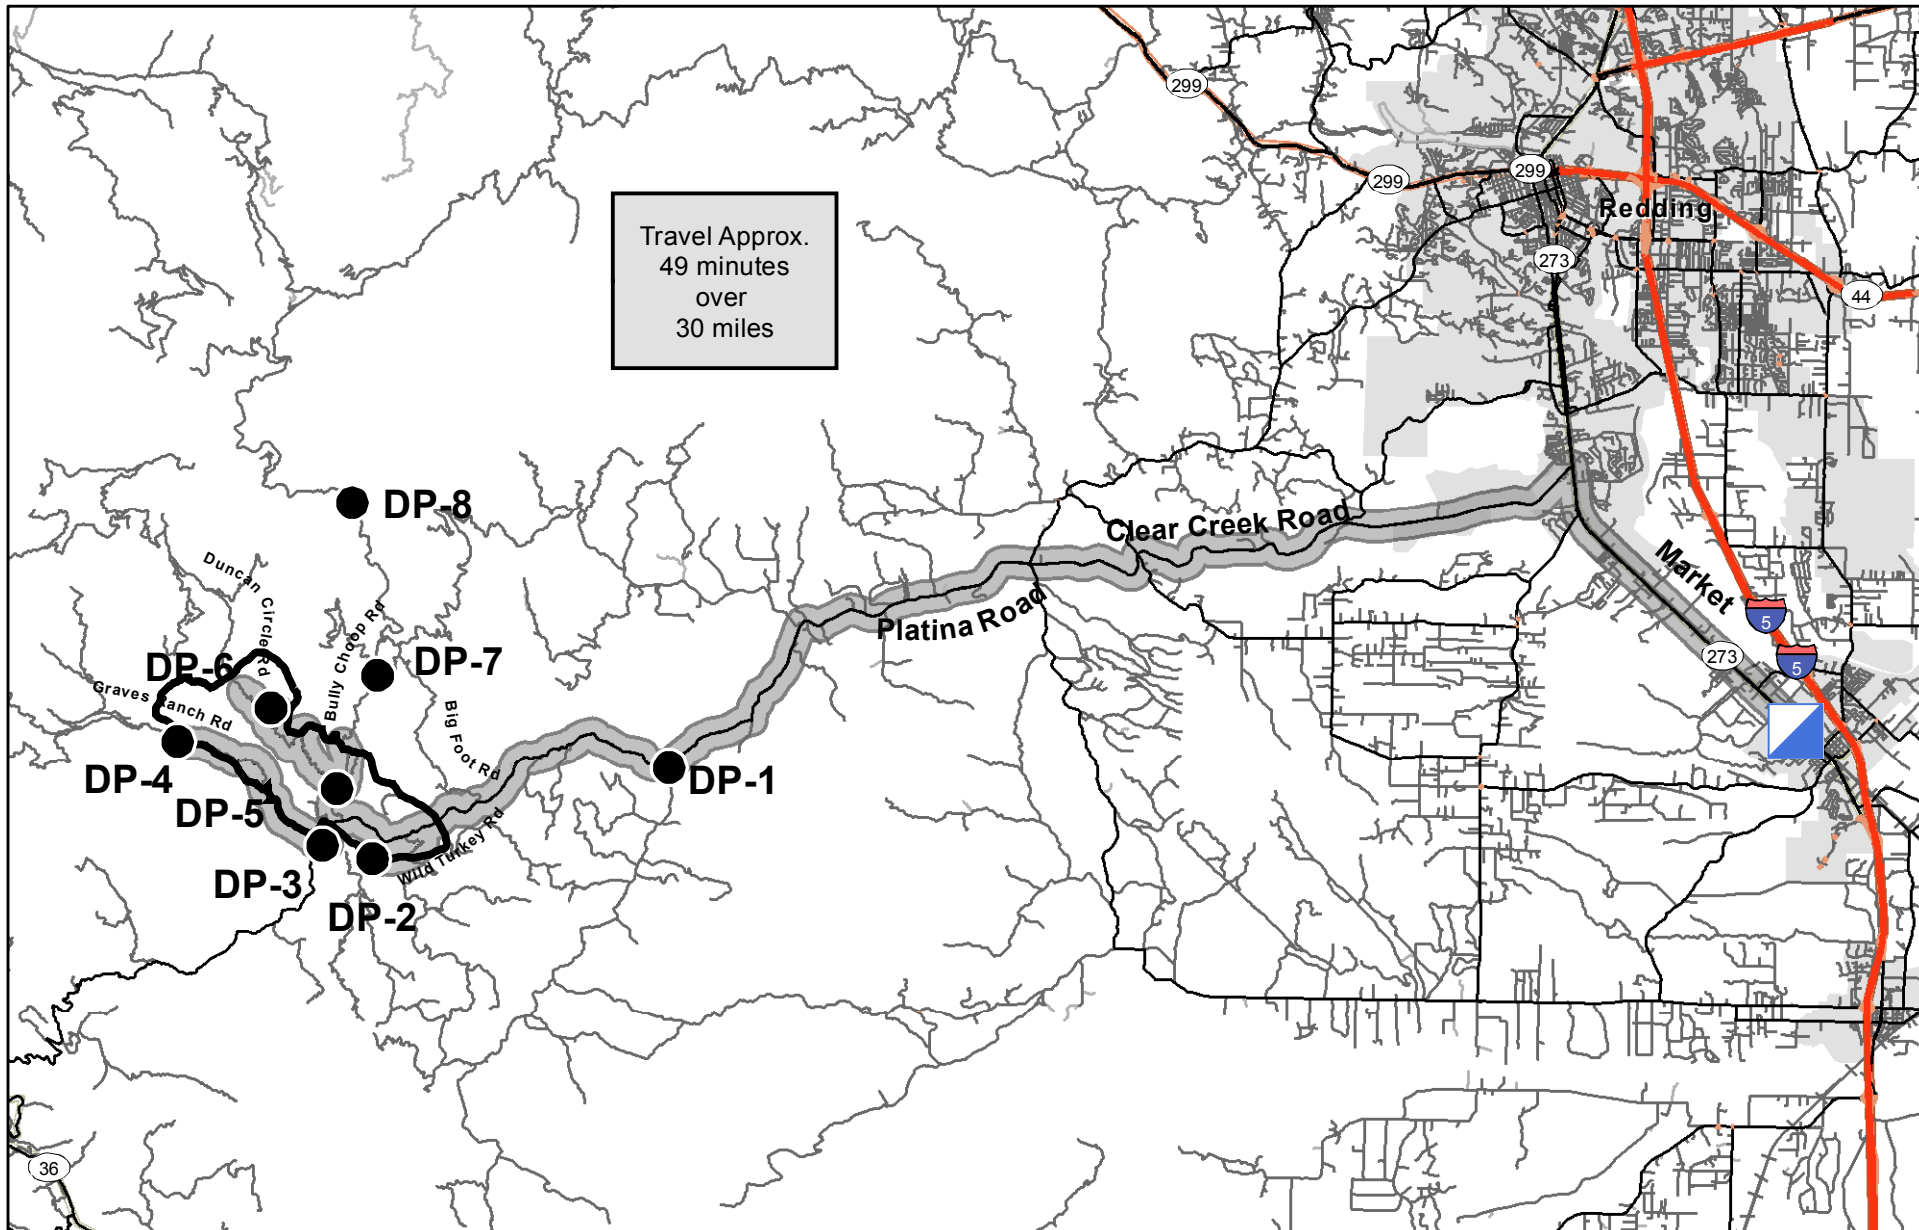 299
299
299
Redding
273
44
Travel Approx.
49 minutes
over
30 miles
DP-8
Clear Creek Road
Market
Platina Road
5
5
273
Duncan Circle Rd
Bully Choop Rd
DP-6
DP-7
Graves Ranch Rd
Big Foot Rd
DP-4
DP-1
DP-5
Wild Turkey Rd
DP-3
DP-2
36